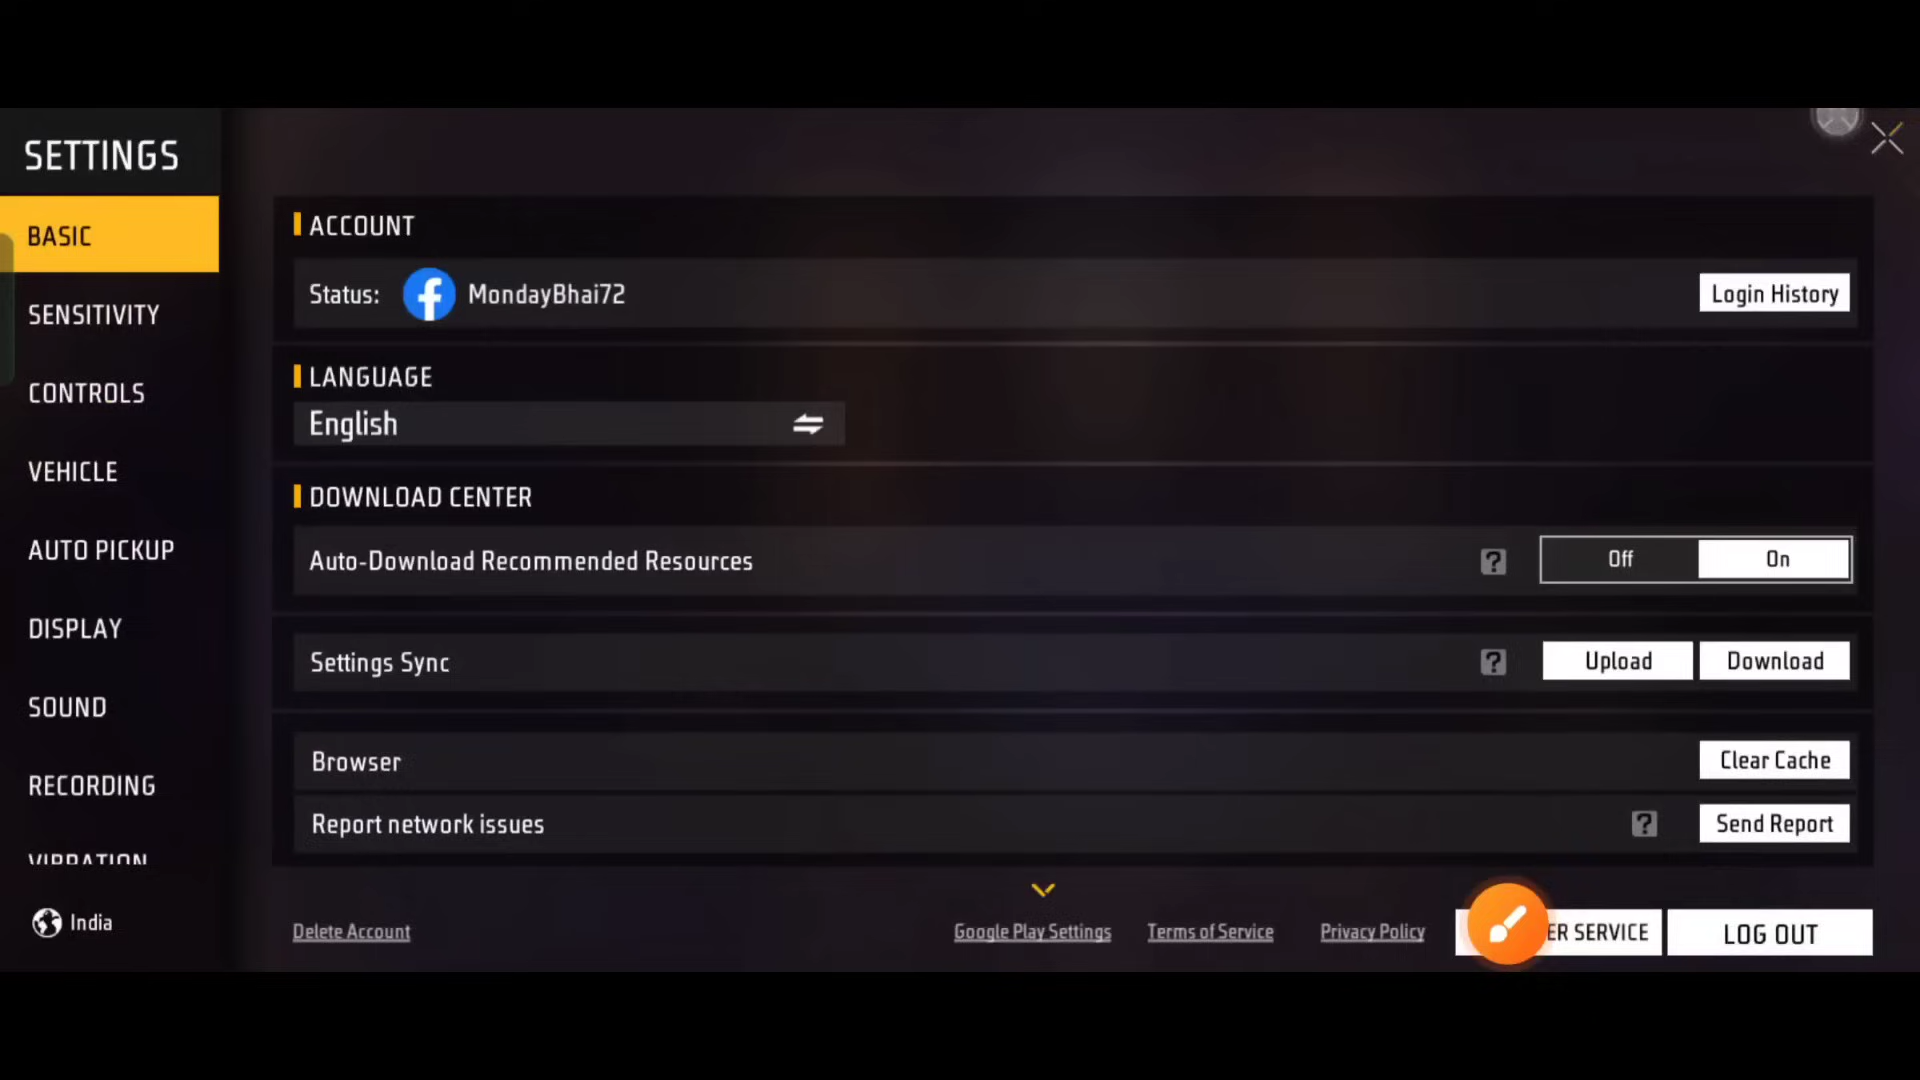 SETTINGS
BASIC
SENSITIVITY
CONTROLS
VEHICLE
AUTO PICKUP
DISPLAY
SOUND
RECORDING
VIBRATION
India
ACCOUNT
Status: MondayBhai72 Login History
LANGUAGE
English
DOWNLOAD CENTER
Auto-Download Recommended Resources ? Off On
Settings Sync ? Upload Download
Browser Clear Cache
Report network issues ? Send Report
Delete Account Google Play Settings Terms of Service Privacy Policy ER SERVICE LOG OUT